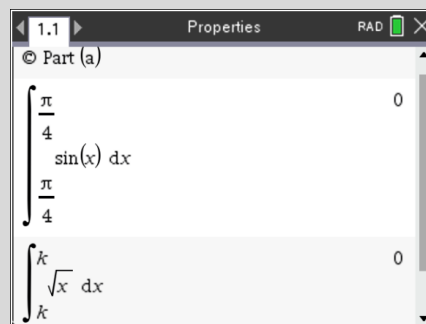 1.1 Properties RAD
© Part (a)
∫_{π/4}^{π/4} sin(x) dx 0
∫_{k}^{k} √x dx 0